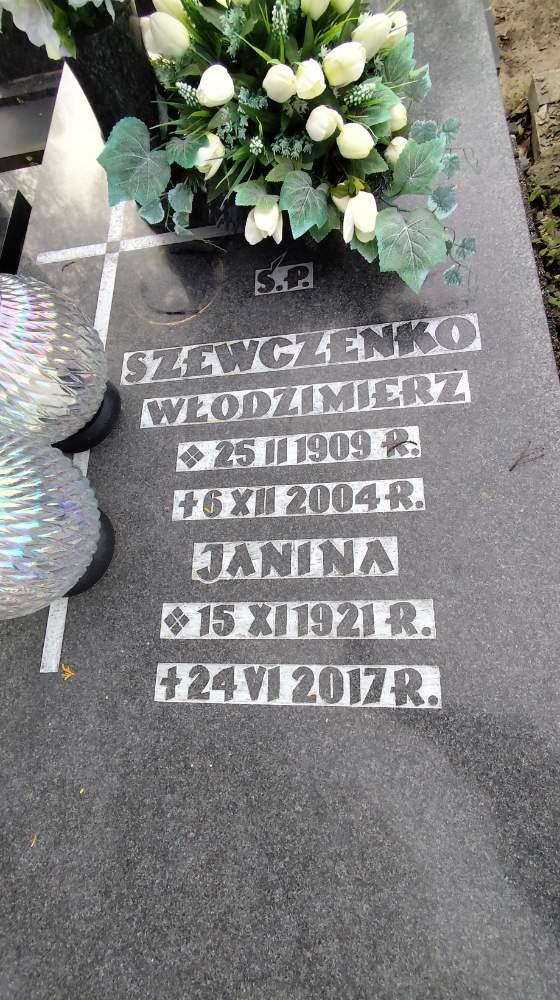 Ś.P.
SZEWCZENKO
WŁODZIMIERZ
❖ 25 II 1909 R.
+ 6 XII 2004 R.
JANINA
❖ 15 XI 1921 R.
+ 24 VI 2017 R.